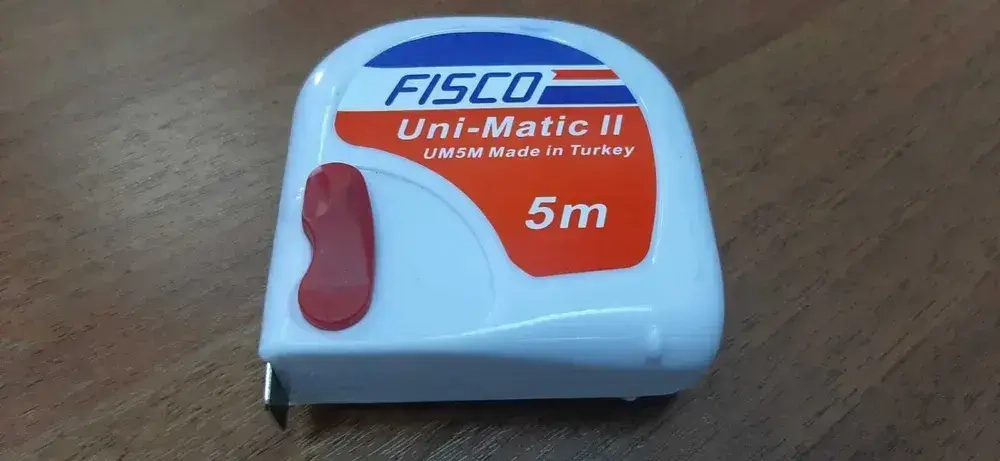 FISCO
Uni-Matic II
UM5M Made in Turkey
5m